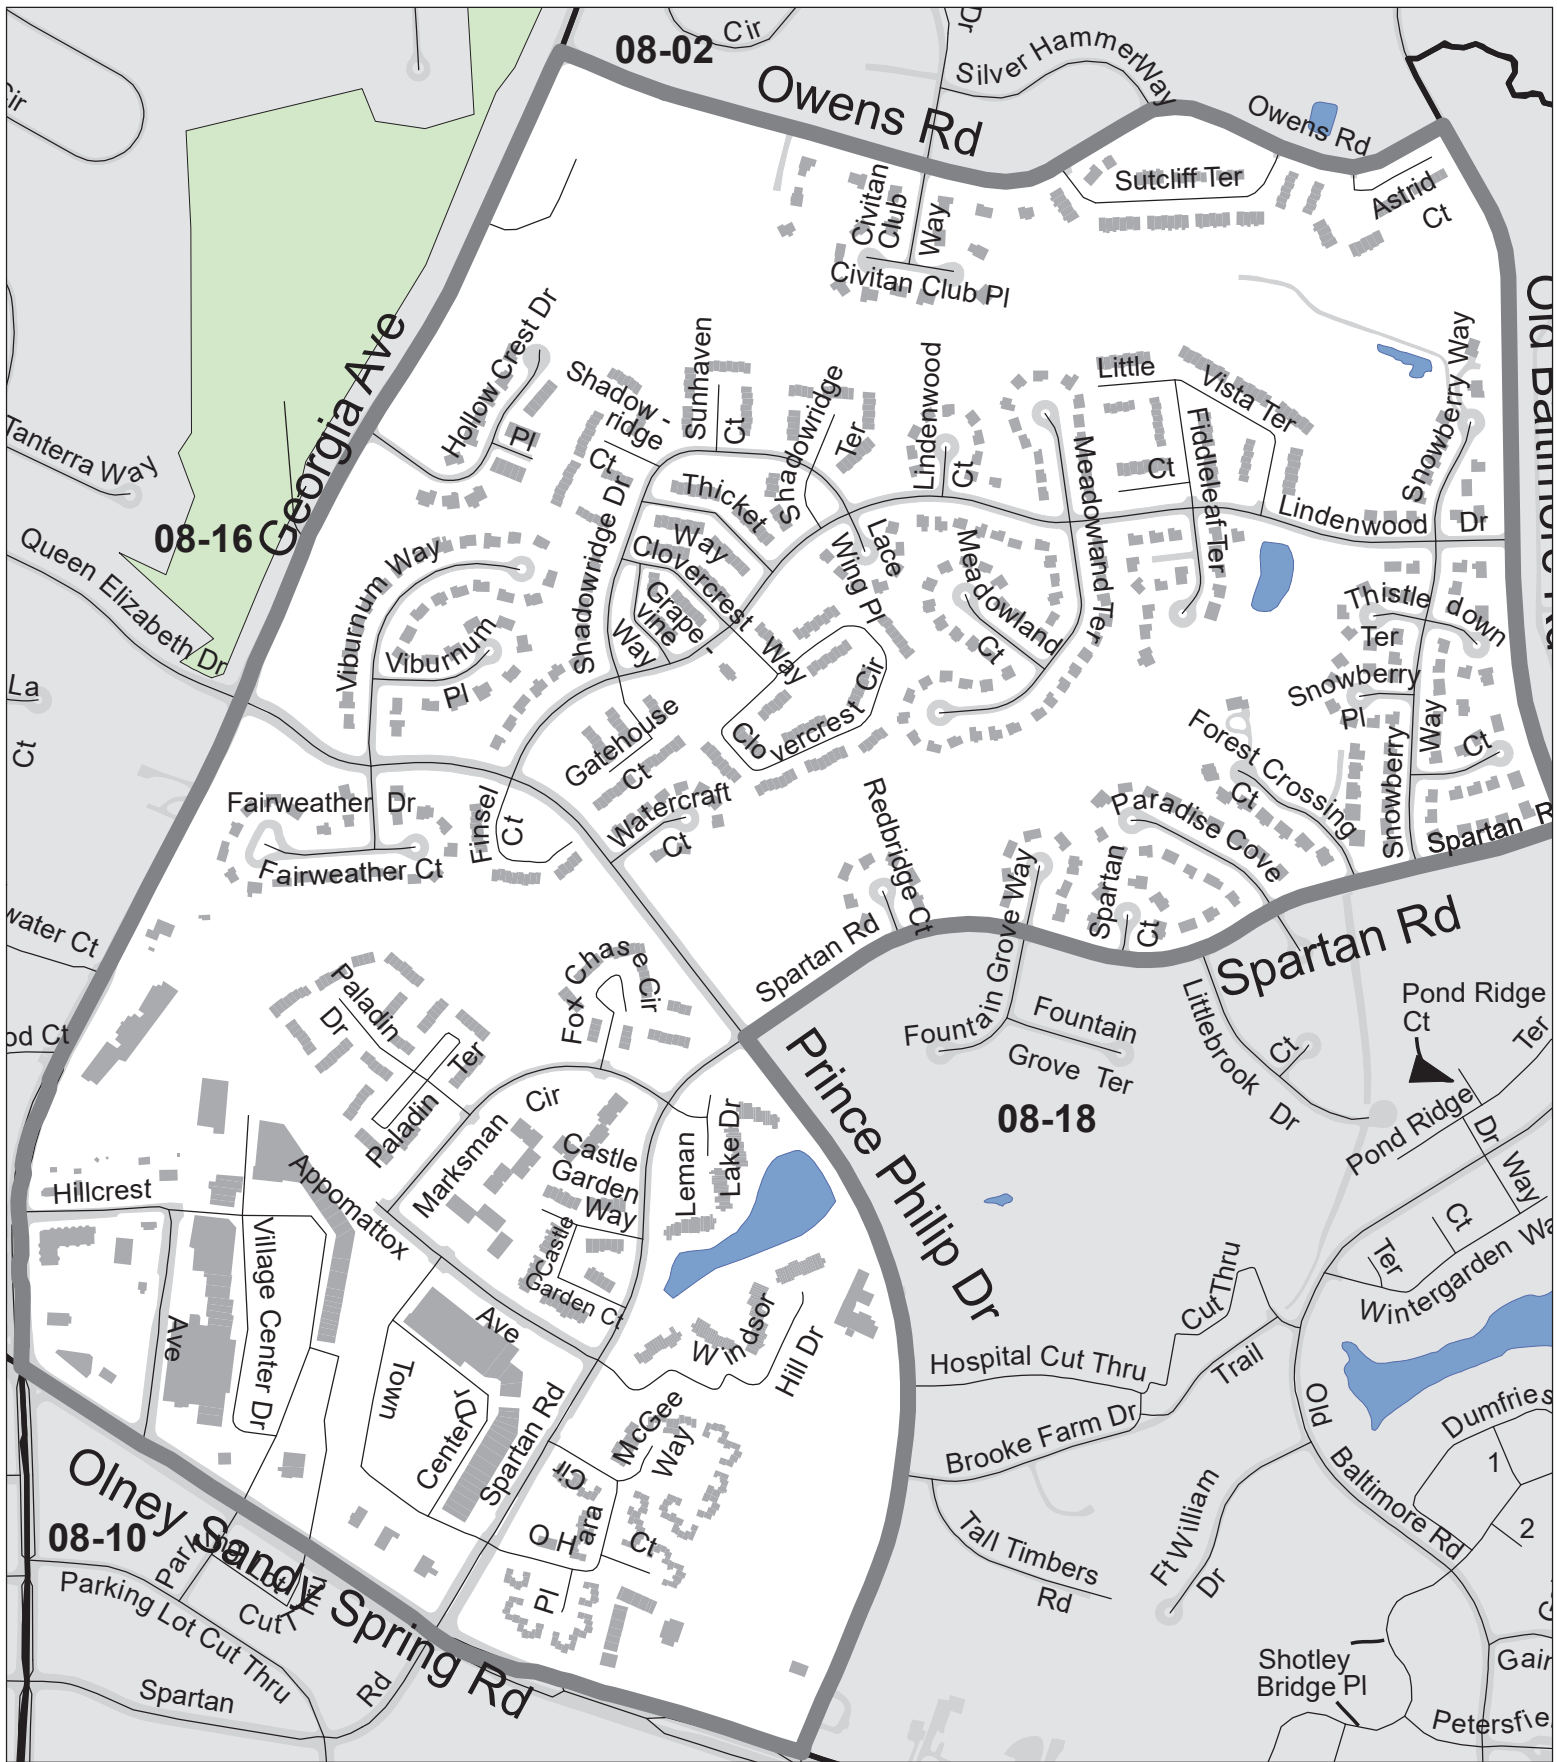 Cir
08-02
Dr
Silver Hammer Way
Owens Rd
Owens Rd
Cir
Sutcliff Ter
Astrid
Ct
Civitan
Club
Way
Civitan Club Pl
Old Baltimore Rd
Georgia Ave
Hollow Crest Dr
Pl
Shadow -
ridge
Ct
Sunhaven
Ct
Shadowridge
Ter
Lindenwood
Ct
Little
Vista Ter
Ct
Fiddleleaf Ter
Meadowland Ter
Snowberry Way
Lindenwood Dr
Tanterra Way
08-16
Queen Elizabeth Dr
Thicket
Way
Clovercrest
Way
Grape -
vine
Way
Shadowridge Dr
Lace
Wing Pl
Meadowland
Ct
Viburnum Way
Viburnum
Pl
Thistle down
Ter
Snowberry
Pl
Snowberry
Way
Ct
La
Ct
Gatehouse
Ct
Clovercrest Cir
Watercraft
Ct
Forest Crossing
Ct
Paradise Cove
Spartan R
Fairweather Dr
Fairweather Ct
Finsel
Ct
Redbridge Ct
Fountain Grove Way
Spartan
Ct
Spartan Rd
Spartan Rd
water Ct
od Ct
Paladin
Dr
Paladin
Ter
Fox Chase Cir
Fountain
Grove Ter
Littlebrook Dr
Ct
Pond Ridge
Ct
Ter
Pond Ridge
Dr
Way
08-18
Prince Philip Dr
Marksman
Cir
Castle
Garden
Way
Castle
Garden Ct
Leman
Lake Dr
Hillcrest
Ave
Village Center Dr
Appomattox
Ave
Town
Center Dr
Spartan Rd
Windsor
Hill Dr
Cut Thru
Hospital Cut Thru
Trail
Brooke Farm Dr
Ct
Ter
Wintergarden Wa
Old
Baltimore Rd
Dumfries
1
2
McGee
Way
O Hara
Cir
Ct
Pl
Tall Timbers
Rd
Ft William
Dr
Olney Sandy Spring Rd
08-10
Parking Lot Cut Thru
Cut
Spartan
Rd
Shotley
Bridge Pl
Gair
Petersfie